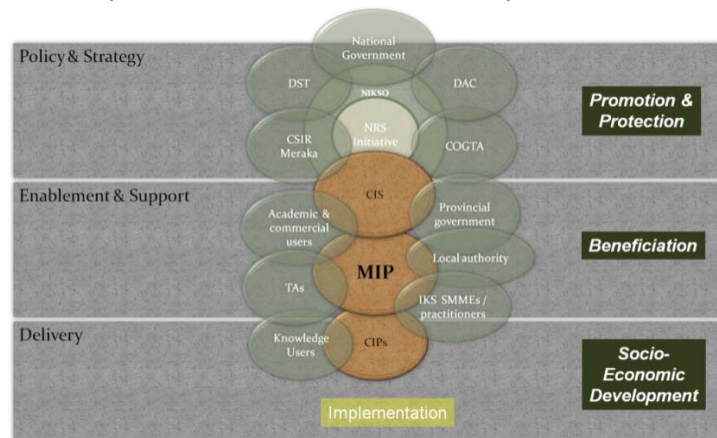 Policy & Strategy
National
Government
DST
DAC
NIKSO
NRS
Initiative
CSIR
Meraka
COGTA
Promotion &
Protection
Enablement & Support
CIS
Academic &
commercial
users
Provincial
government
Local authority
MIP
TAs
IKS SMMEs /
practitioners
Beneficiation
Delivery
Knowledge
Users
CIPs
Socio-
Economic
Development
Implementation